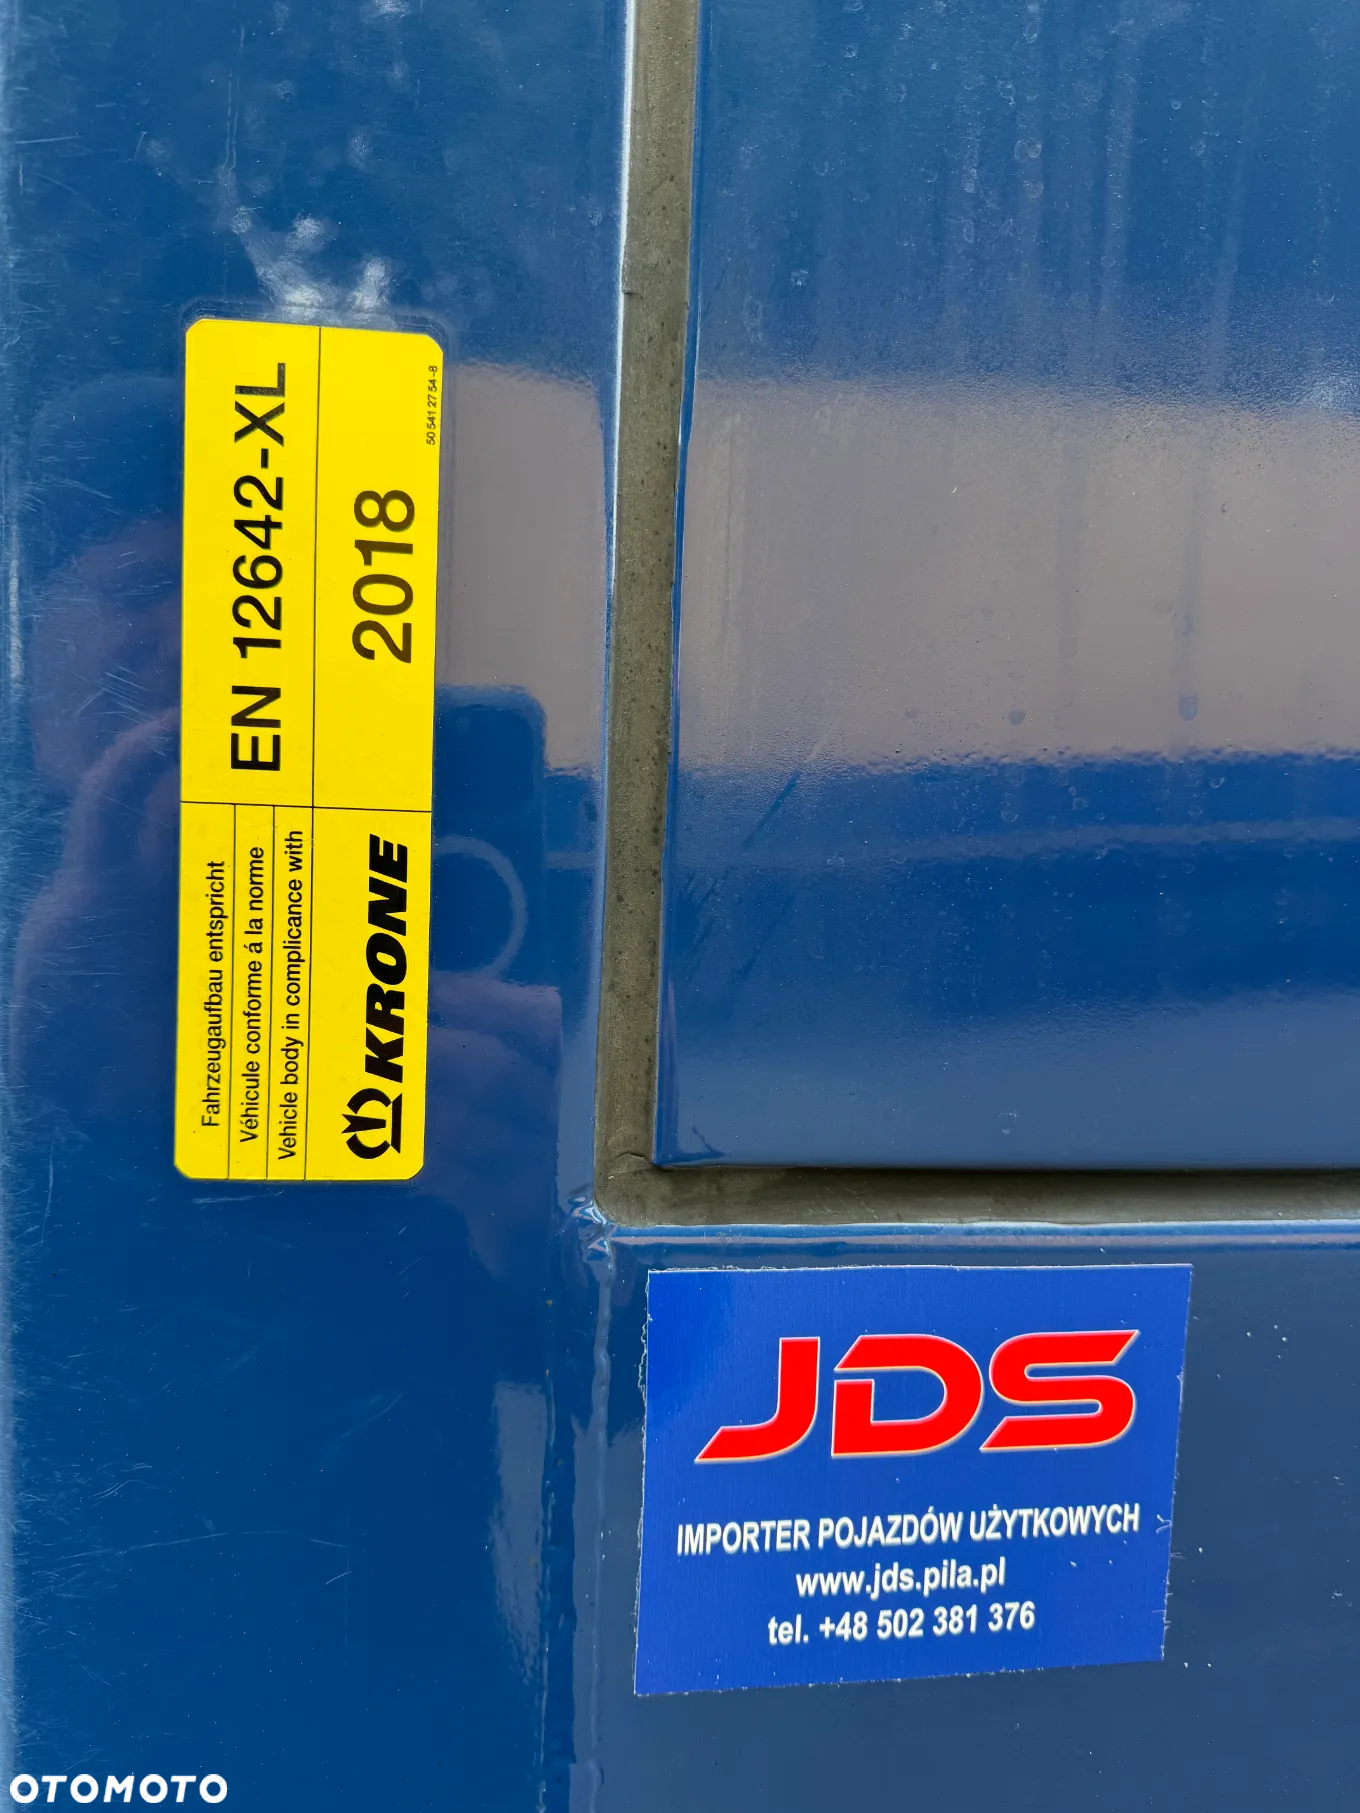 Fahrzeugaufbau entspricht
Véhicule conforme á la norme
Vehicle body in complicance with
EN 12642-XL
KRONE
2018
50 541 27 54-8
JDS
IMPORTER POJAZDÓW UŻYTKOWYCH
www.jds.pila.pl
tel. +48 502 381 376
OTOMOTO